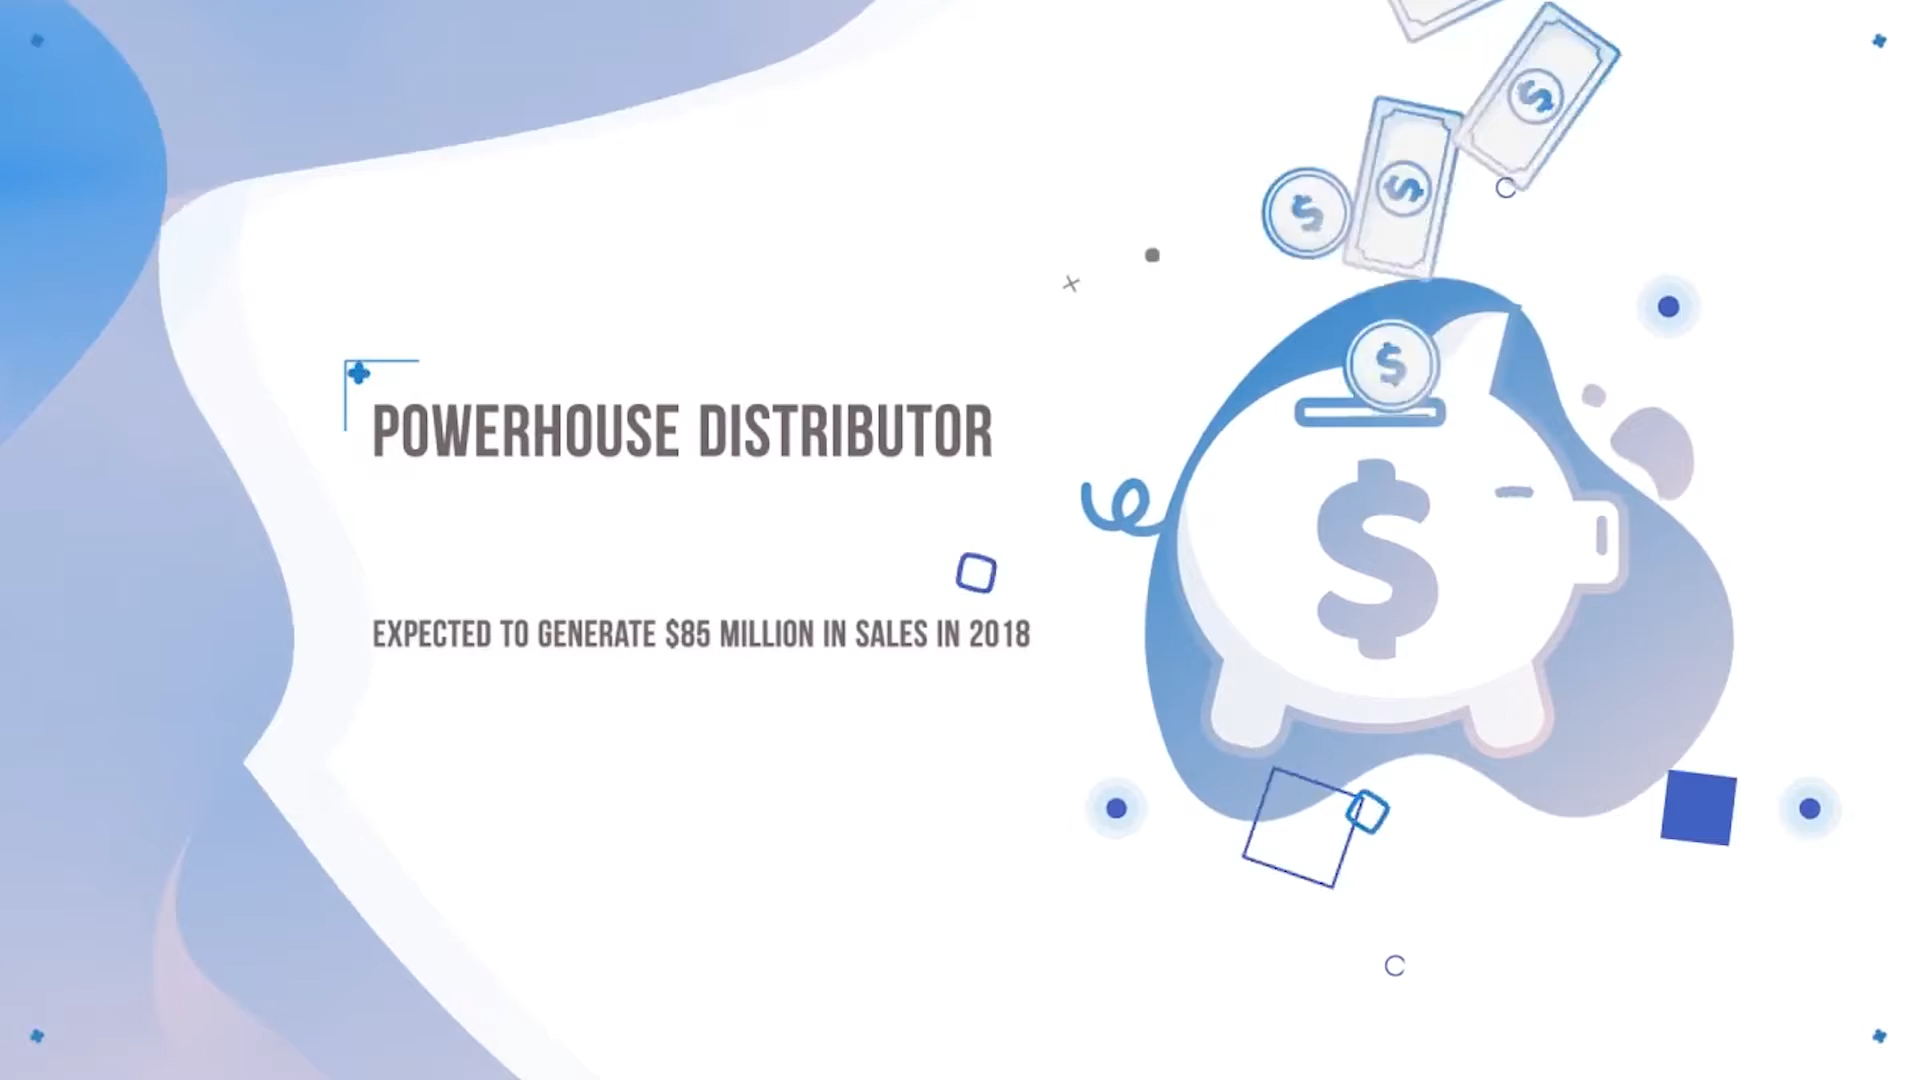 POWERHOUSE DISTRIBUTOR
EXPECTED TO GENERATE $85 MILLION IN SALES IN 2018
$
$
$
$
$